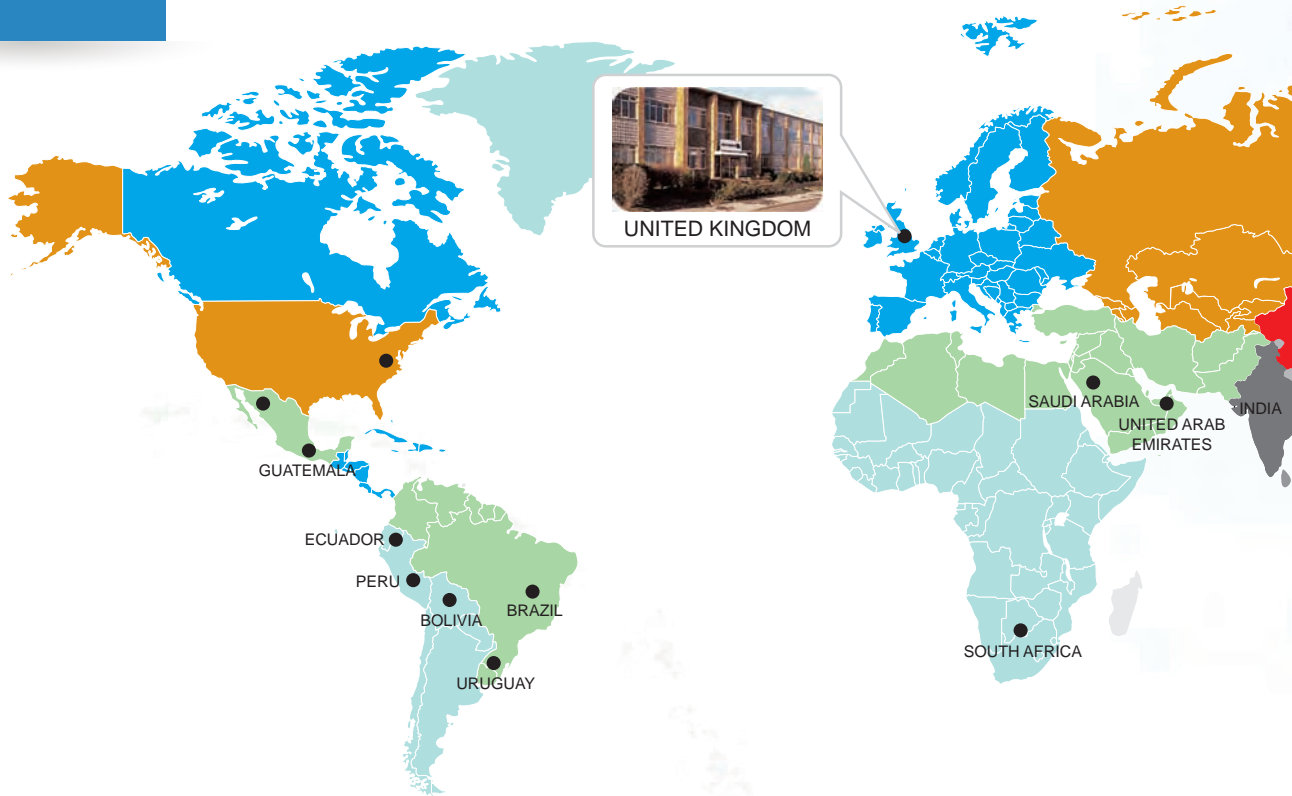 UNITED KINGDOM
SAUDI ARABIA
INDIA
UNITED ARAB
EMIRATES
GUATEMALA
ECUADOR
PERU
BOLIVIA
BRAZIL
URUGUAY
SOUTH AFRICA